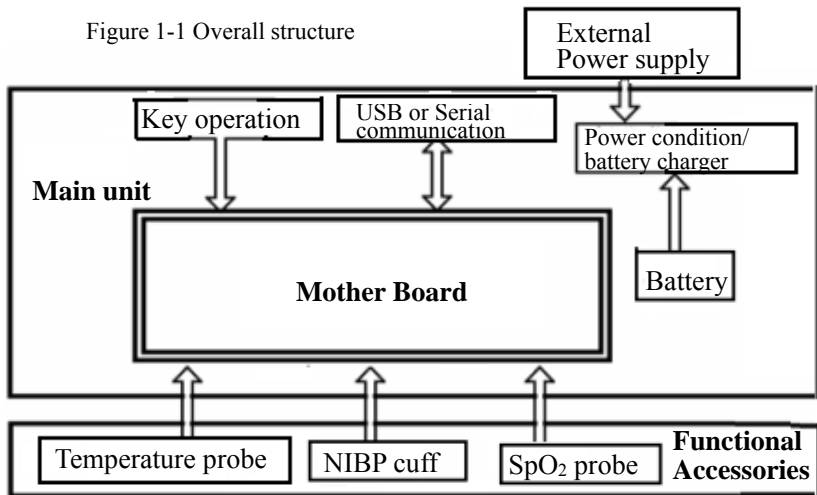 Figure 1-1 Overall structure
External
Power supply
Key operation
USB or Serial
communication
Power condition/
battery charger
Main unit
Mother Board
Battery
Temperature probe
NIBP cuff
SpO₂ probe
Functional
Accessories